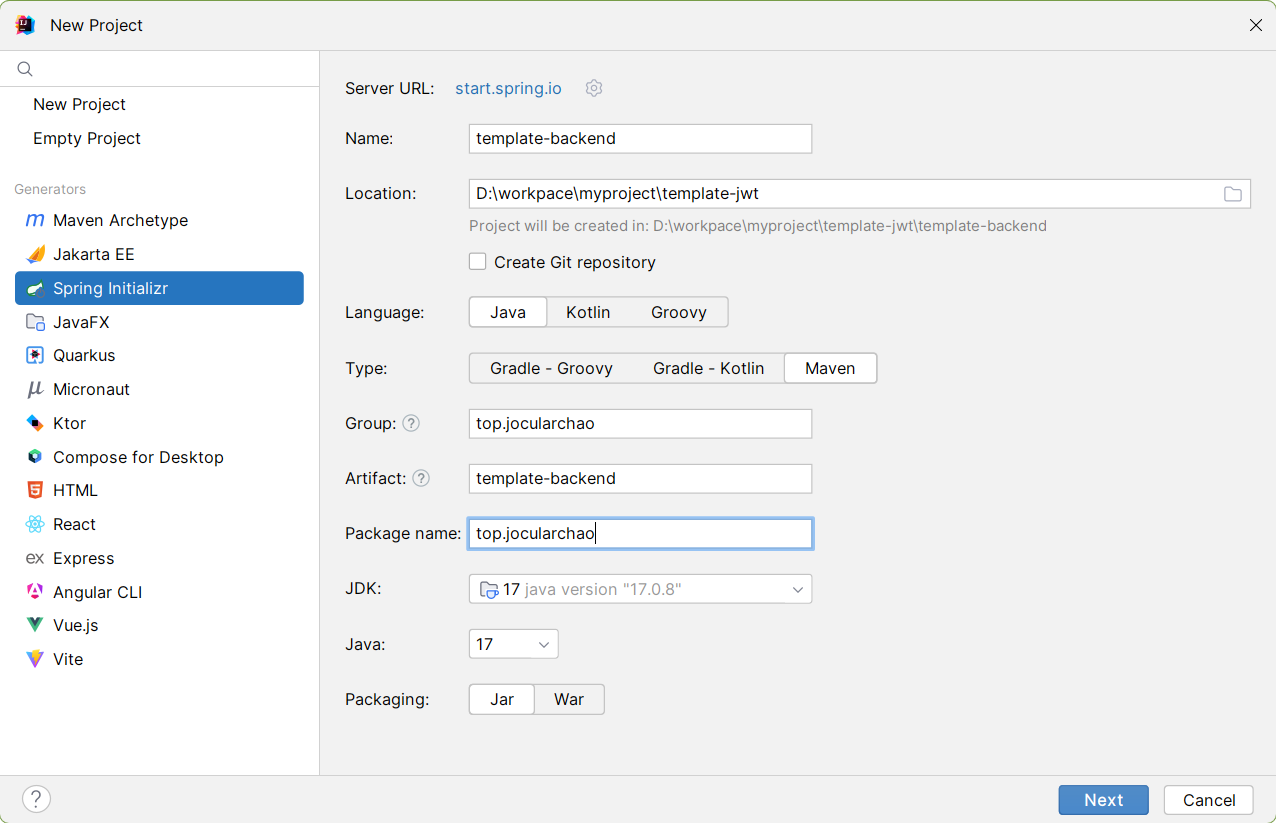 New Project
New Project
Empty Project
Generators
Maven Archetype
Jakarta EE
Spring Initializr
JavaFX
Quarkus
Micronaut
Ktor
Compose for Desktop
HTML
React
Express
Angular CLI
Vue.js
Vite
Server URL: start.spring.io
Name: template-backend
Location: D:\workpace\myproject\template-jwt
Project will be created in: D:\workpace\myproject\template-jwt\template-backend
Create Git repository
Language: Java Kotlin Groovy
Type: Gradle - Groovy Gradle - Kotlin Maven
Group: ? top.jocularchao
Artifact: ? template-backend
Package name: top.jocularchao
JDK: 17 java version "17.0.8"
Java: 17
Packaging: Jar War
? Next Cancel